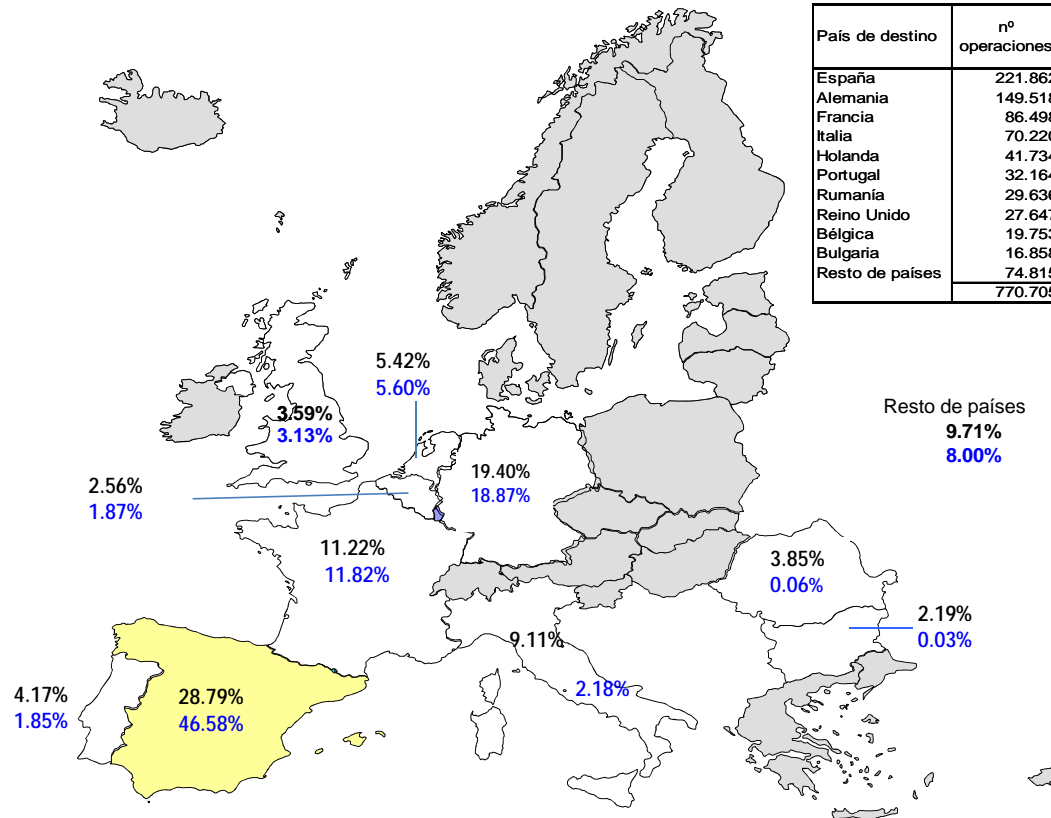 País de destino
nº
operaciones
España 221.862
Alemania 149.518
Francia 86.498
Italia 70.220
Holanda 41.734
Portugal 32.164
Rumanía 29.636
Reino Unido 27.647
Bélgica 19.753
Bulgaria 16.858
Resto de países 74.815
770.705
5.42%
5.60%
3.59%
3.13%
Resto de países
9.71%
8.00%
19.40%
18.87%
2.56%
1.87%
11.22%
11.82%
3.85%
0.06%
2.19%
0.03%
9.11%
2.18%
4.17%
1.85%
28.79%
46.58%